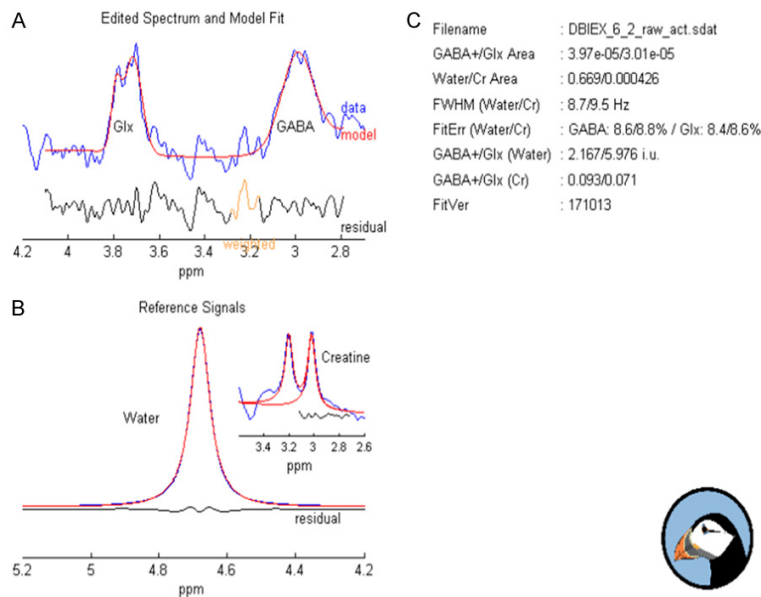 A
Edited Spectrum and Model Fit
Glx
GABA
data
model
residual
weighted
4.2 4 3.8 3.6 3.4 3.2 3 2.8
ppm
B
Reference Signals
Water
Creatine
3.4 3.2 3 2.8 2.6
ppm
residual
5.2 5 4.8 4.6 4.4 4.2
ppm
C
Filename : DBIEX_6_2_raw_act.sdat
GABA+/Glx Area : 3.97e-05/3.01e-05
Water/Cr Area : 0.669/0.000426
FWHM (Water/Cr) : 8.7/9.5 Hz
FitErr (Water/Cr) : GABA: 8.6/8.8% / Glx: 8.4/8.6%
GABA+/Glx (Water) : 2.167/5.976 i.u.
GABA+/Glx (Cr) : 0.093/0.071
FitVer : 171013